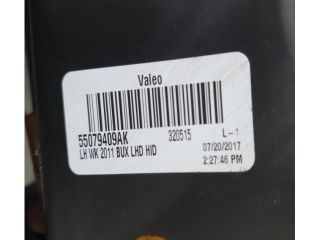 Valeo
55079409AK 320515 L-1
LH WK 2011 BUX LHD HID 07/20/2017
2:27:46 PM